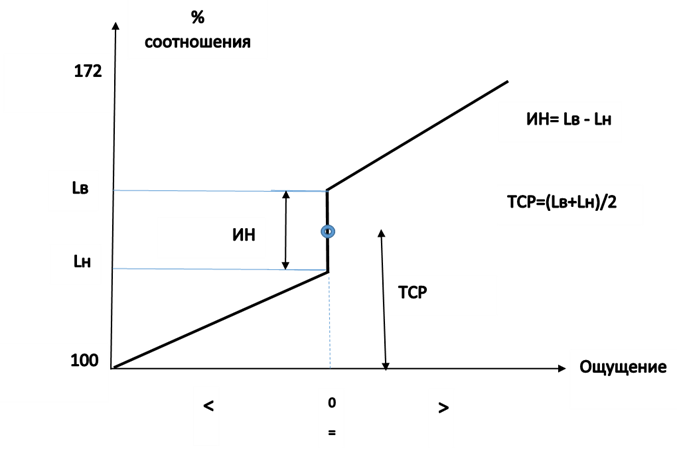 %
соотношения
172
ИН= Lв - Lн
Lв
ТСР=(Lв+Lн)/2
ИН
Lн
ТСР
100
Ощущение
< 0 >
=